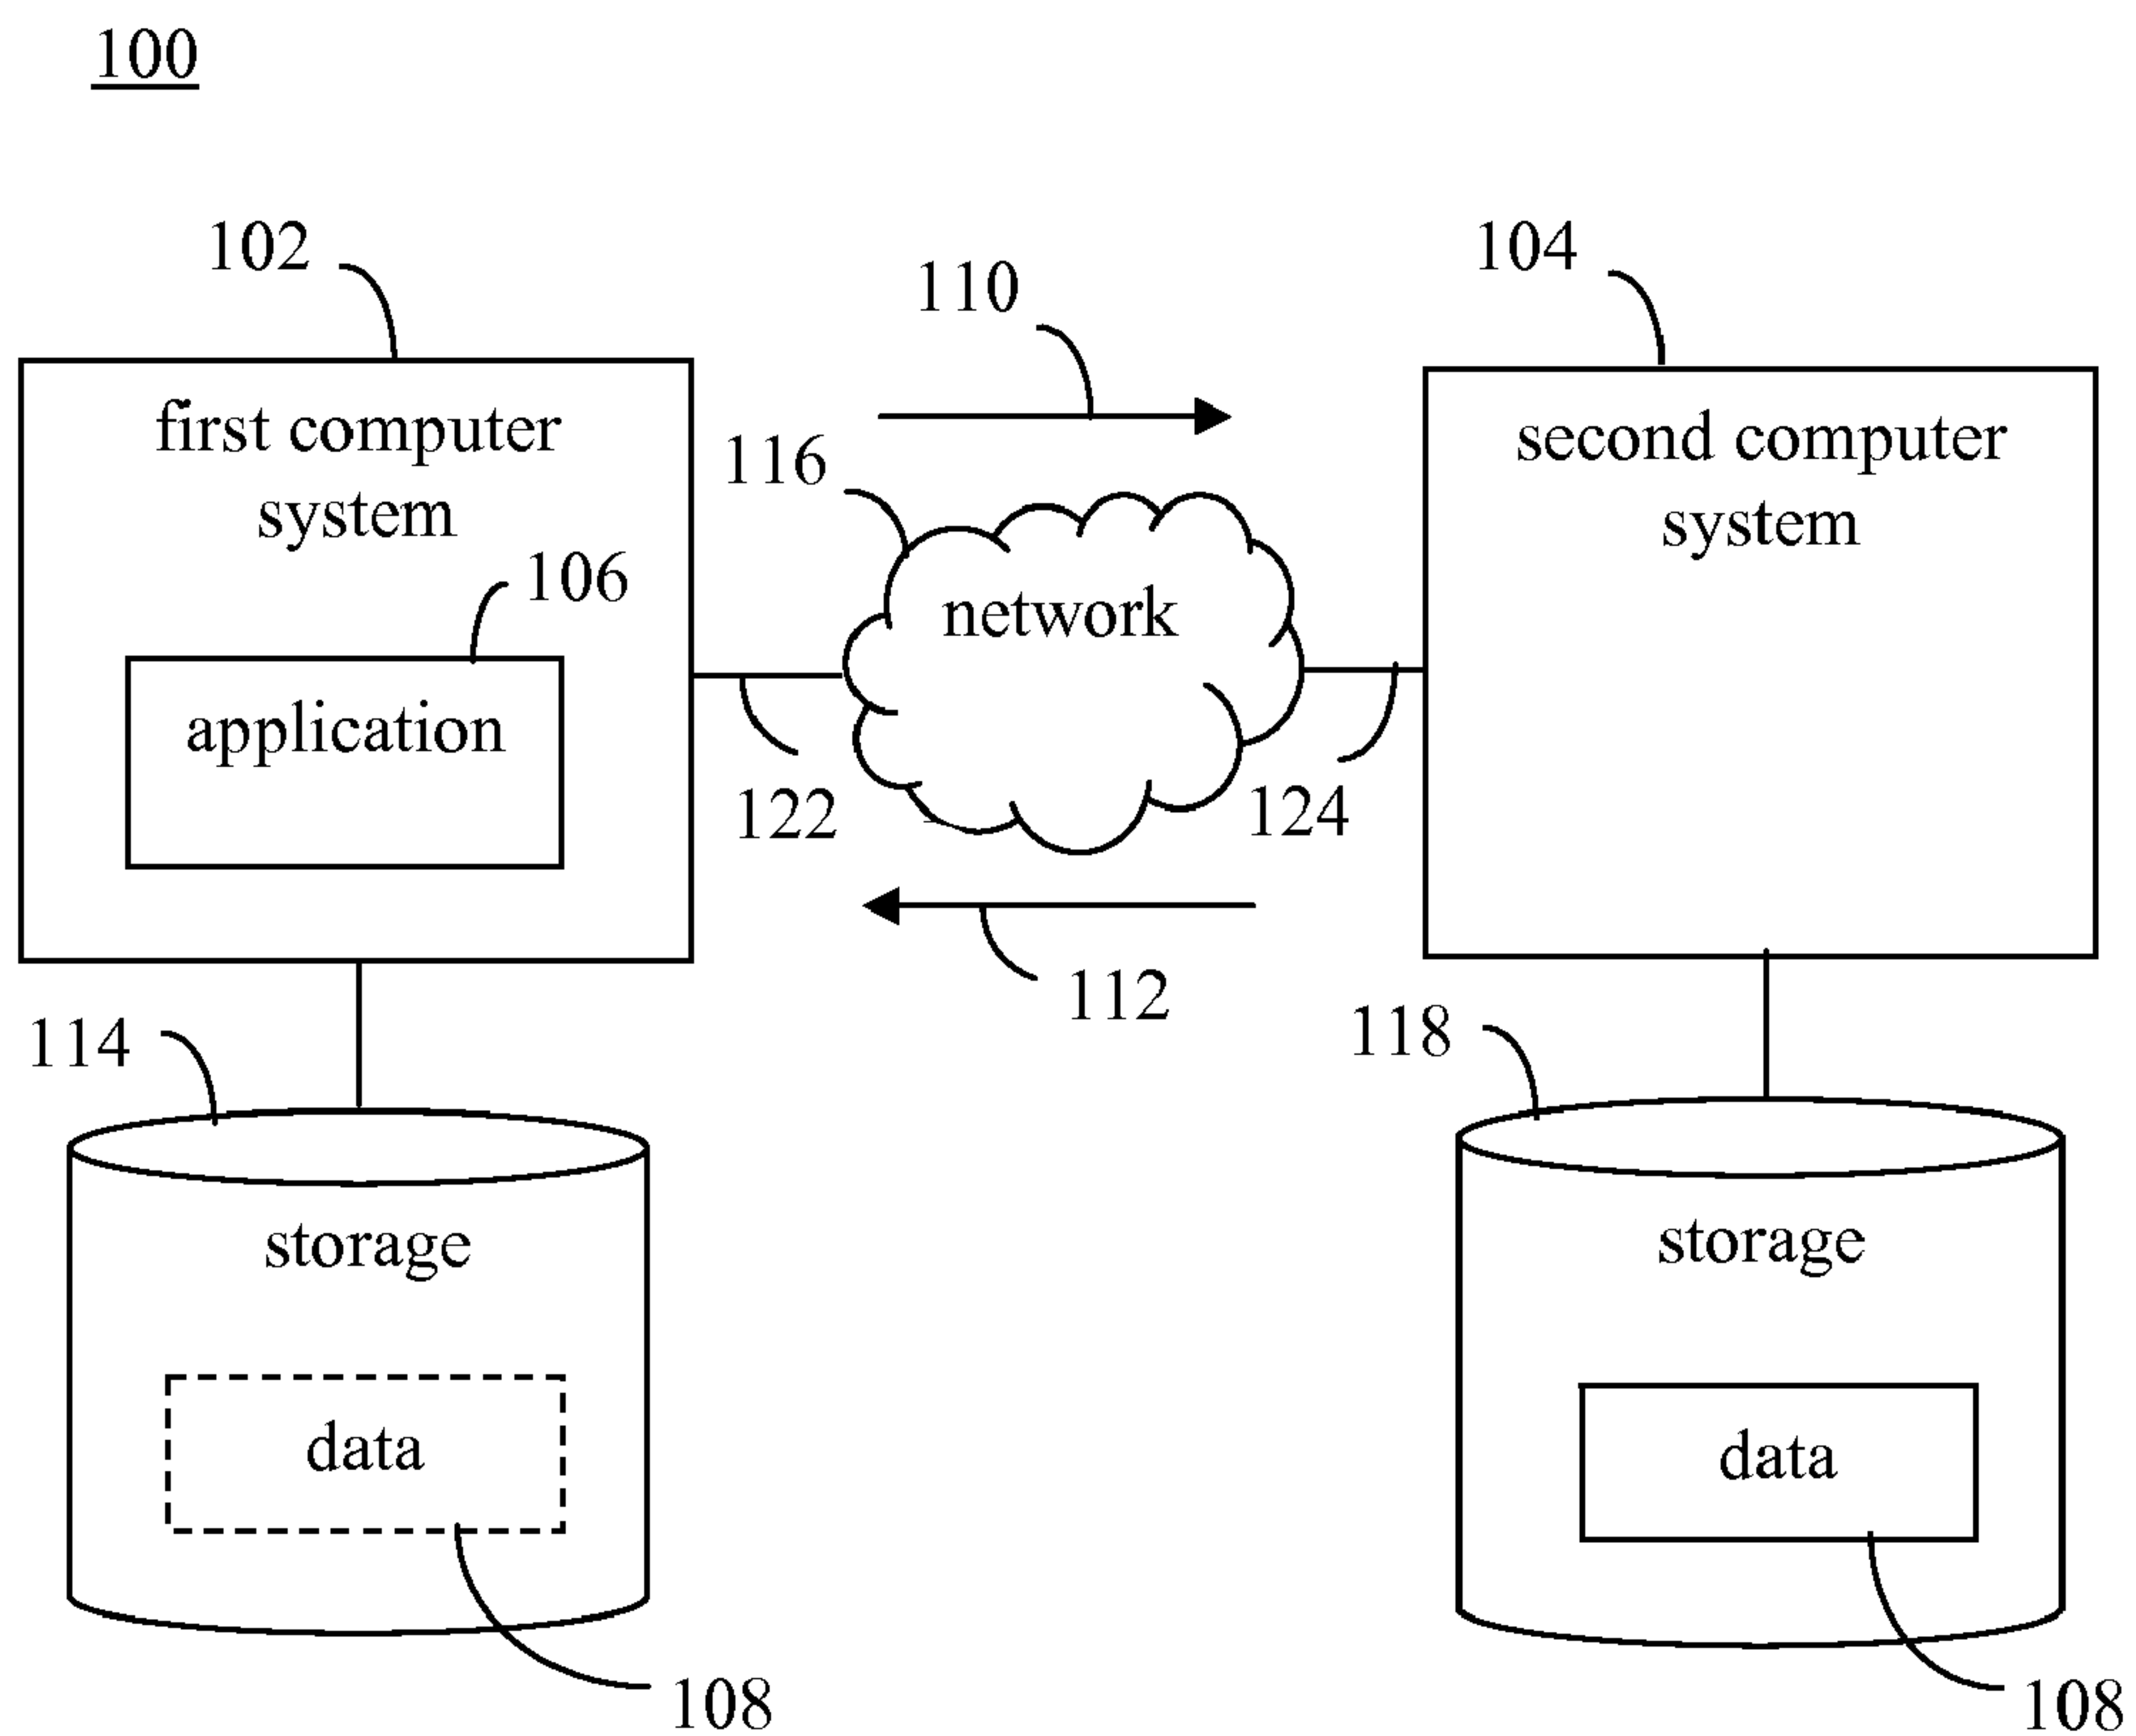 100
102
104
110
first computer
system
second computer
system
116
106
network
application
122
124
112
114
118
storage
storage
data
data
108
108